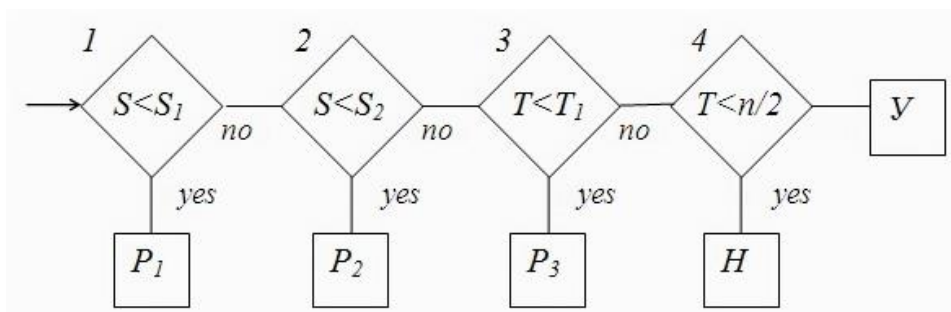 1 2 3 4
S<S₁ S<S₂ T<T₁ T<n/2 У
no no no
yes yes yes yes
P₁ P₂ P₃ H